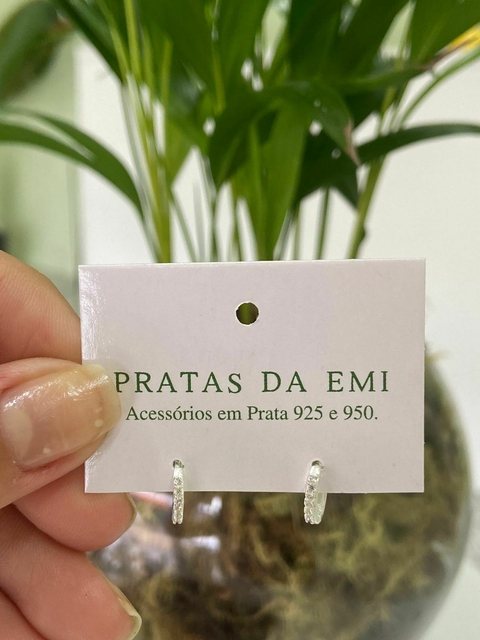 PRATAS DA EMI
Acessórios em Prata 925 e 950.